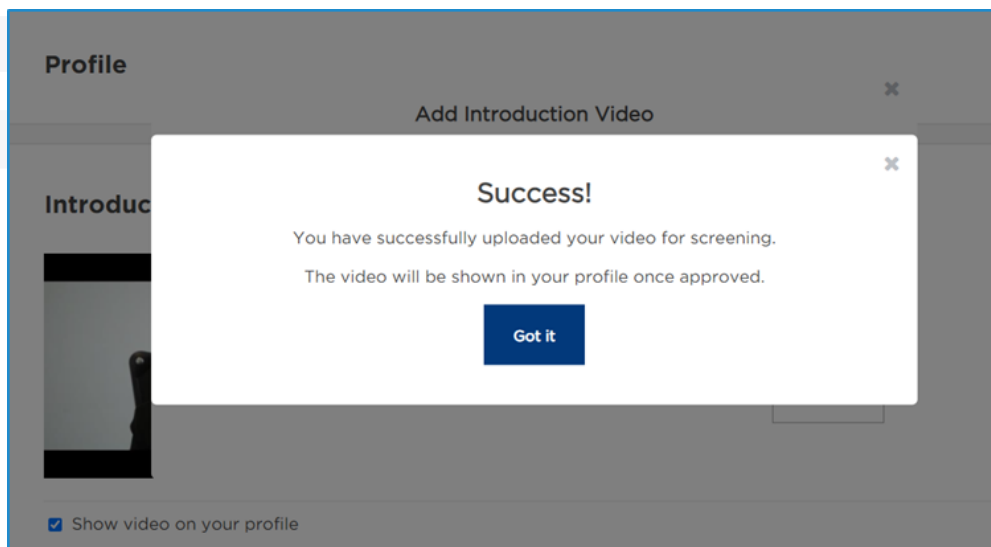 Profile
Add Introduction Video
Introduc
Success!
You have successfully uploaded your video for screening.
The video will be shown in your profile once approved.
Got it
Show video on your profile